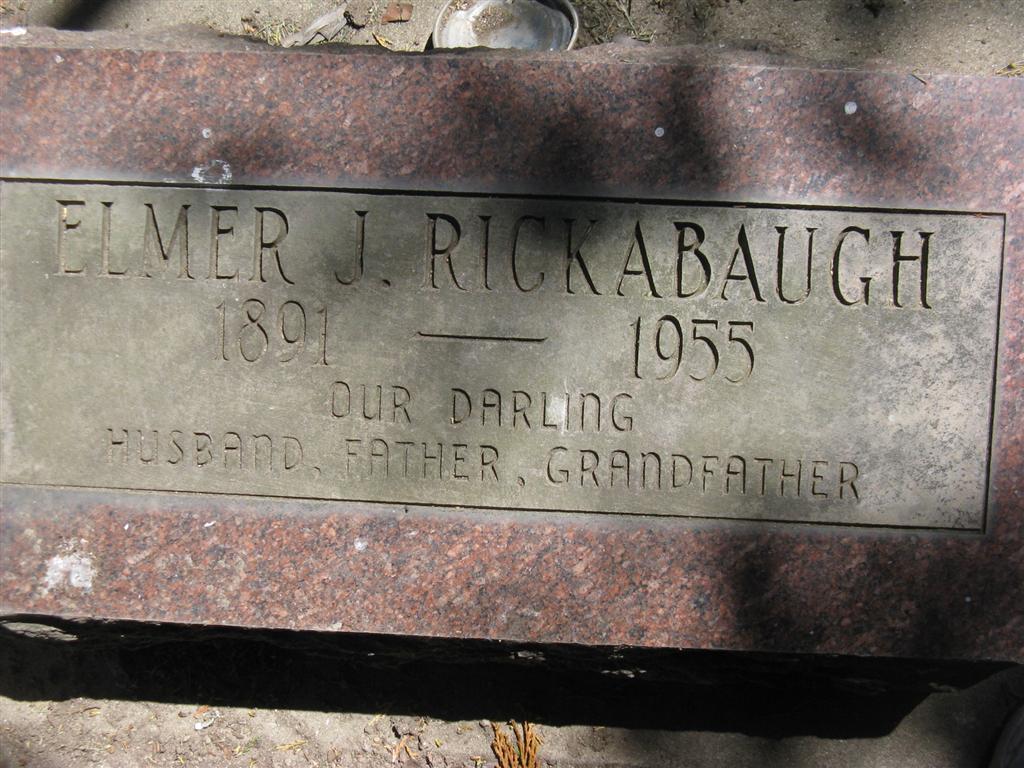 ELMER J. RICKABAUGH
1891 — 1955
OUR DARLING
HUSBAND, FATHER, GRANDFATHER